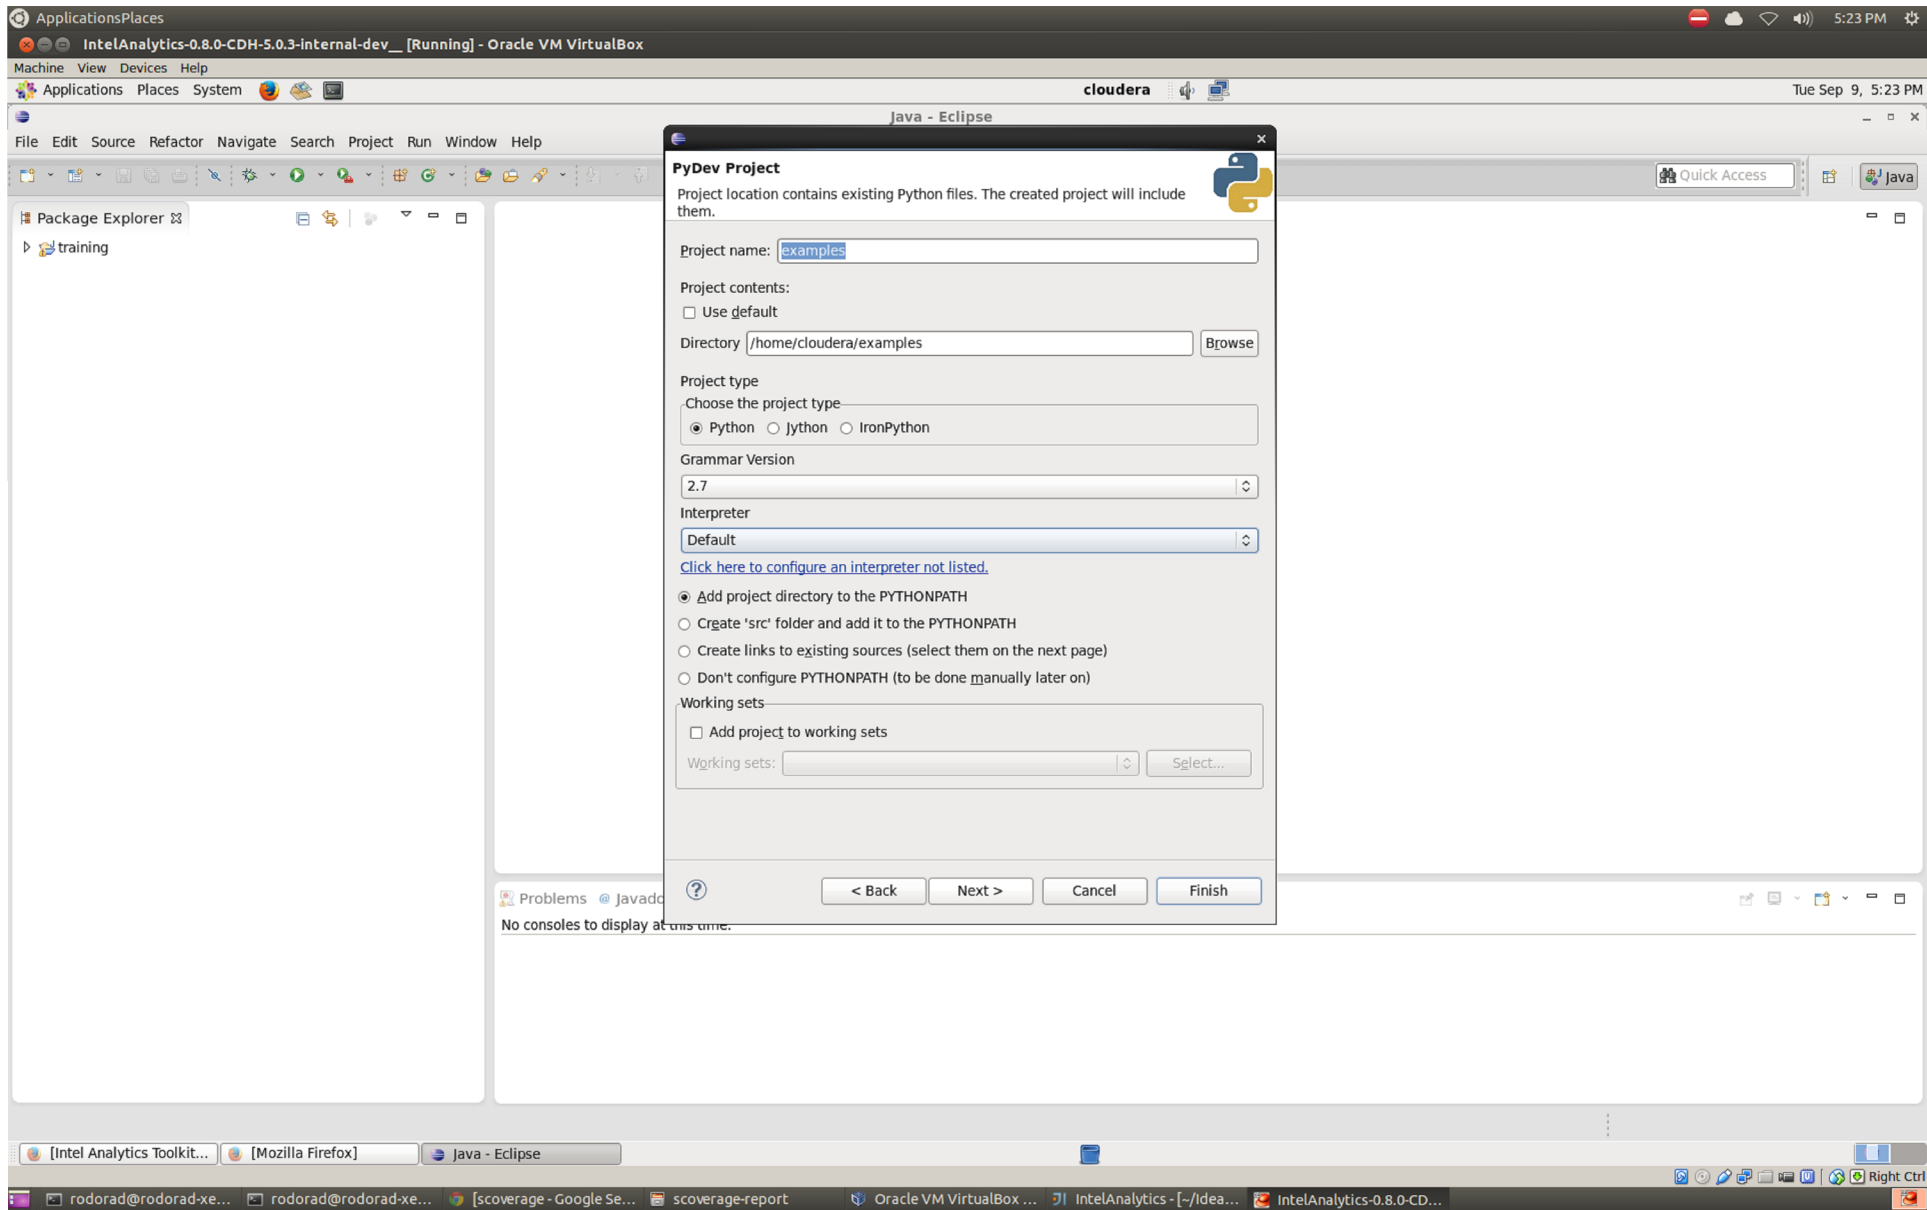 ApplicationsPlaces 5:23 PM
IntelAnalytics-0.8.0-CDH-5.0.3-internal-dev__ [Running] - Oracle VM VirtualBox
Machine View Devices Help
Applications Places System cloudera Tue Sep 9, 5:23 PM
Java - Eclipse
File Edit Source Refactor Navigate Search Project Run Window Help
Quick Access Java
Package Explorer
training
PyDev Project
Project location contains existing Python files. The created project will include
them.
Project name: examples
Project contents:
Use default
Directory /home/cloudera/examples Browse
Project type
Choose the project type
Python Jython IronPython
Grammar Version
2.7
Interpreter
Default
Click here to configure an interpreter not listed.
Add project directory to the PYTHONPATH
Create 'src' folder and add it to the PYTHONPATH
Create links to existing sources (select them on the next page)
Don't configure PYTHONPATH (to be done manually later on)
Working sets
Add project to working sets
Working sets: Select...
? < Back Next > Cancel Finish
Problems @ Javado
No consoles to display at this time.
[Intel Analytics Toolkit... [Mozilla Firefox] Java - Eclipse
Right Ctrl
rodorad@rodorad-xe... rodorad@rodorad-xe... [scoverage - Google Se... scoverage-report Oracle VM VirtualBox ... IntelAnalytics - [~/Idea... IntelAnalytics-0.8.0-CD...